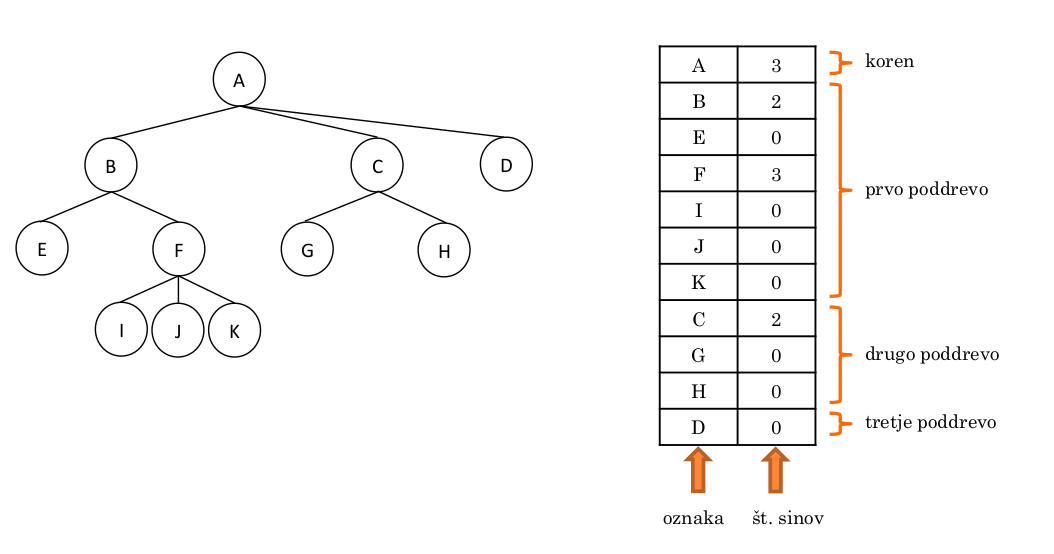 A
B
C
D
E
F
G
H
I
J
K
A 3
B 2
E 0
F 3
I 0
J 0
K 0
C 2
G 0
H 0
D 0
koren
prvo poddrevo
drugo poddrevo
tretje poddrevo
oznaka
št. sinov